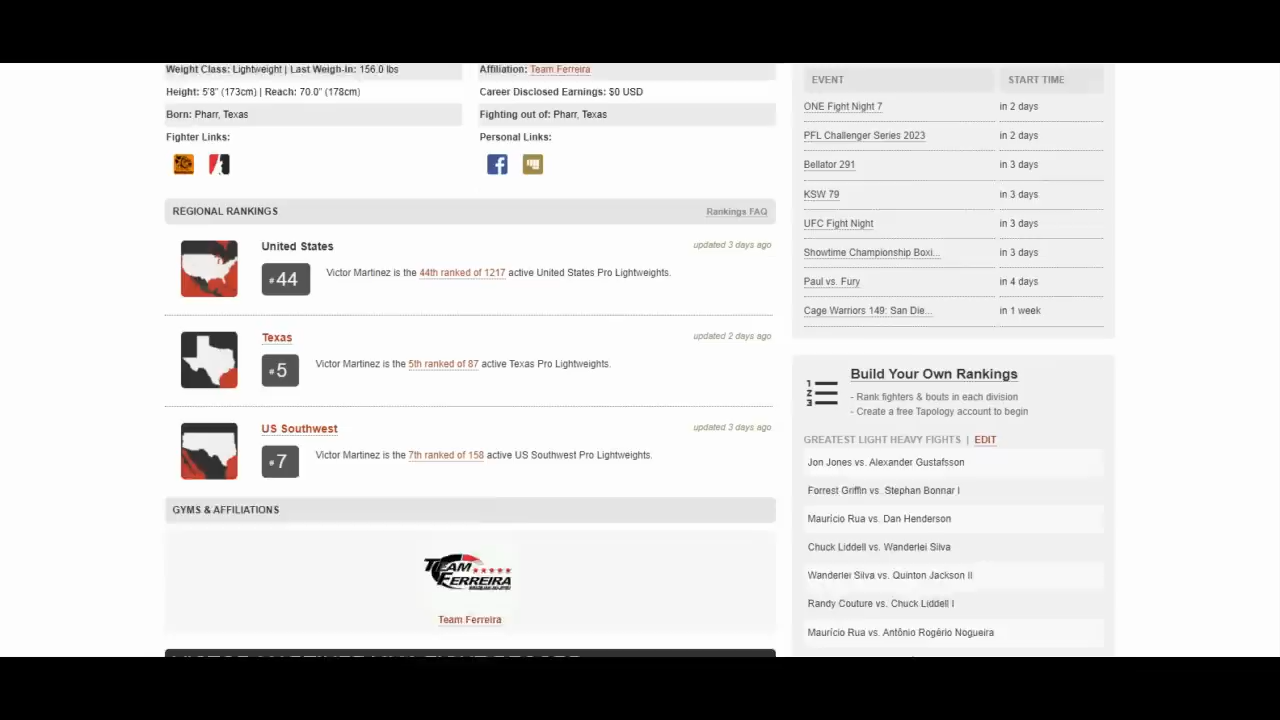 Weight Class: Lightweight | Last Weigh-In: 156.0 lbs
Height: 5'8" (173cm) | Reach: 70.0" (178cm)
Born: Pharr, Texas
Fighter Links:
Affiliation: Team Ferreira
Career Disclosed Earnings: $0 USD
Fighting out of: Pharr, Texas
Personal Links:
REGIONAL RANKINGS
Rankings FAQ
United States
updated 3 days ago
#44
Victor Martinez is the 44th ranked of 1217 active United States Pro Lightweights.
Texas
updated 2 days ago
#5
Victor Martinez is the 5th ranked of 87 active Texas Pro Lightweights.
US Southwest
updated 3 days ago
#7
Victor Martinez is the 7th ranked of 158 active US Southwest Pro Lightweights.
GYMS & AFFILIATIONS
TEAM
FERREIRA
Team Ferreira
EVENT START TIME
ONE Fight Night 7 in 2 days
PFL Challenger Series 2023 in 2 days
Bellator 291 in 3 days
KSW 79 in 3 days
UFC Fight Night in 3 days
Showtime Championship Boxi... in 3 days
Paul vs. Fury in 4 days
Cage Warriors 149: San Die... in 1 week
1
2
3
Build Your Own Rankings
- Rank fighters & bouts in each division
- Create a free Tapology account to begin
GREATEST LIGHT HEAVY FIGHTS | EDIT
Jon Jones vs. Alexander Gustafsson
Forrest Griffin vs. Stephan Bonnar I
Maurício Rua vs. Dan Henderson
Chuck Liddell vs. Wanderlei Silva
Wanderlei Silva vs. Quinton Jackson II
Randy Couture vs. Chuck Liddell I
Maurício Rua vs. Antônio Rogério Nogueira